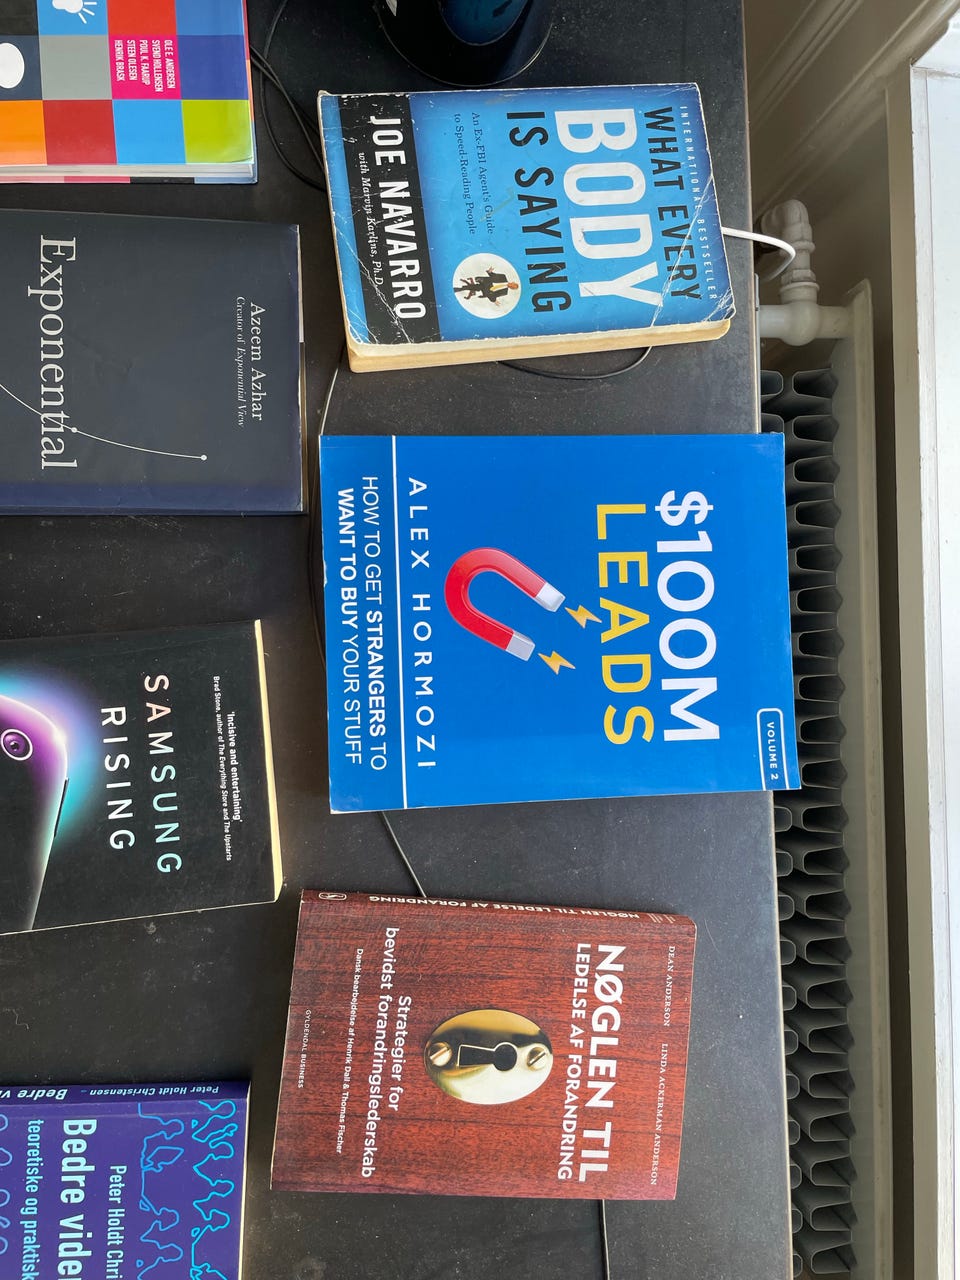 OLE E. ANDERSEN
SVEND HOLLENSEN
POUL K. FAARUP
STEEN OLESEN
HENRIK BRASK
INTERNATIONAL BESTSELLER
WHAT EVERY
BODY
IS SAYING
An Ex-FBI Agent's Guide
to Speed-Reading People
JOE NAVARRO
with Marvin Karlins, Ph.D.
Azeem Azhar
Creator of Exponential View
Exponential
VOLUME 2
$100M
LEADS
ALEX HORMOZI
HOW TO GET STRANGERS TO
WANT TO BUY YOUR STUFF
'Incisive and entertaining'
Brad Stone, author of The Everything Store and The Upstarts
SAMSUNG
RISING
DEAN ANDERSON LINDA ACKERMAN ANDERSON
NØGLEN TIL
LEDELSE AF FORANDRING
Strategier for
bevidst forandringslederskab
Dansk bearbejdelse af Henrik Dall & Thomas Fischer
GYLDENDAL BUSINESS
NØGLEN TIL LEDELSE AF FORANDRING
Peter Holdt Christensen
Bedre
Peter Holdt Chri
Bedre viden
teoretiske og praktisk